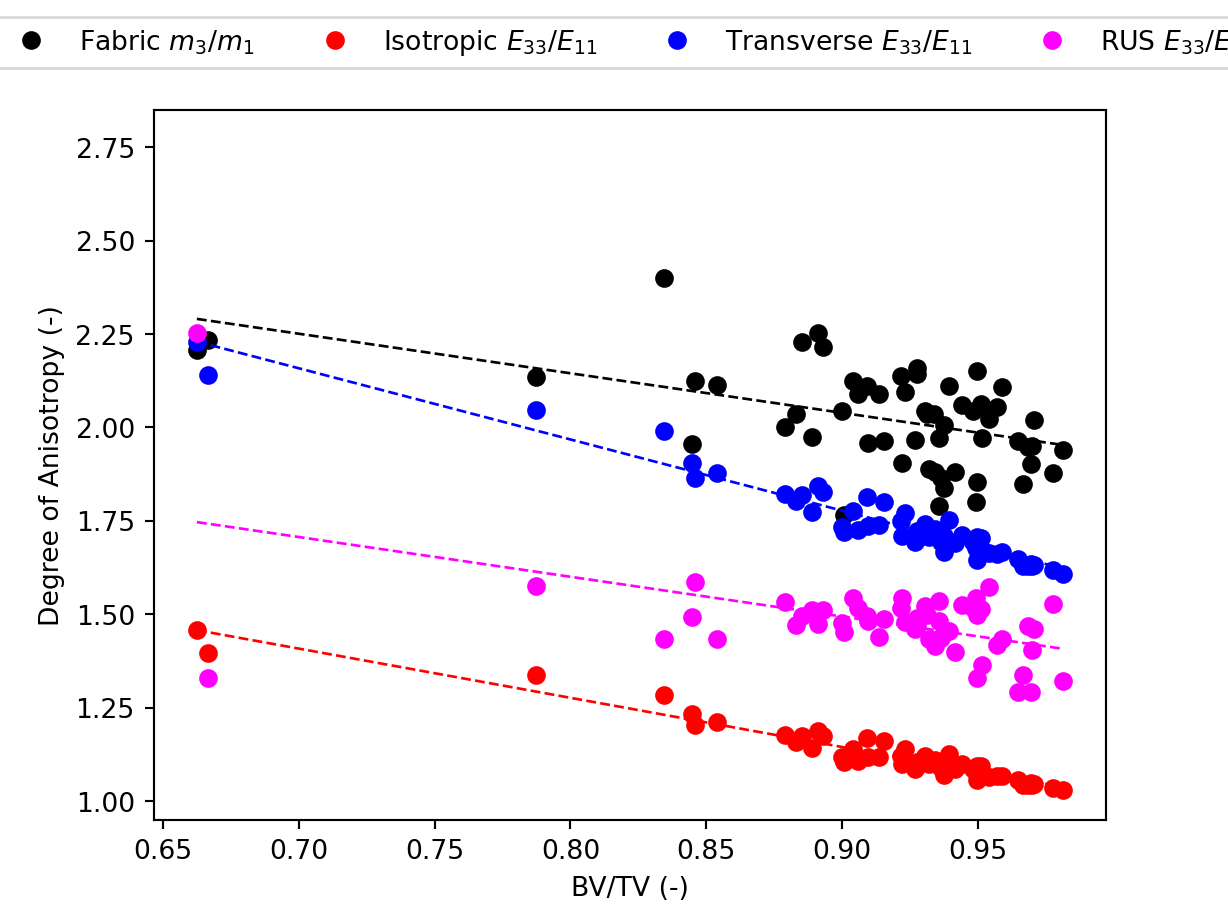 Fabric m₃/m₁ Isotropic E₃₃/E₁₁ Transverse E₃₃/E₁₁ RUS E₃₃/E
2.75
2.50
2.25
2.00
1.75
1.50
1.25
1.00
Degree of Anisotropy (-)
0.65 0.70 0.75 0.80 0.85 0.90 0.95
BV/TV (-)